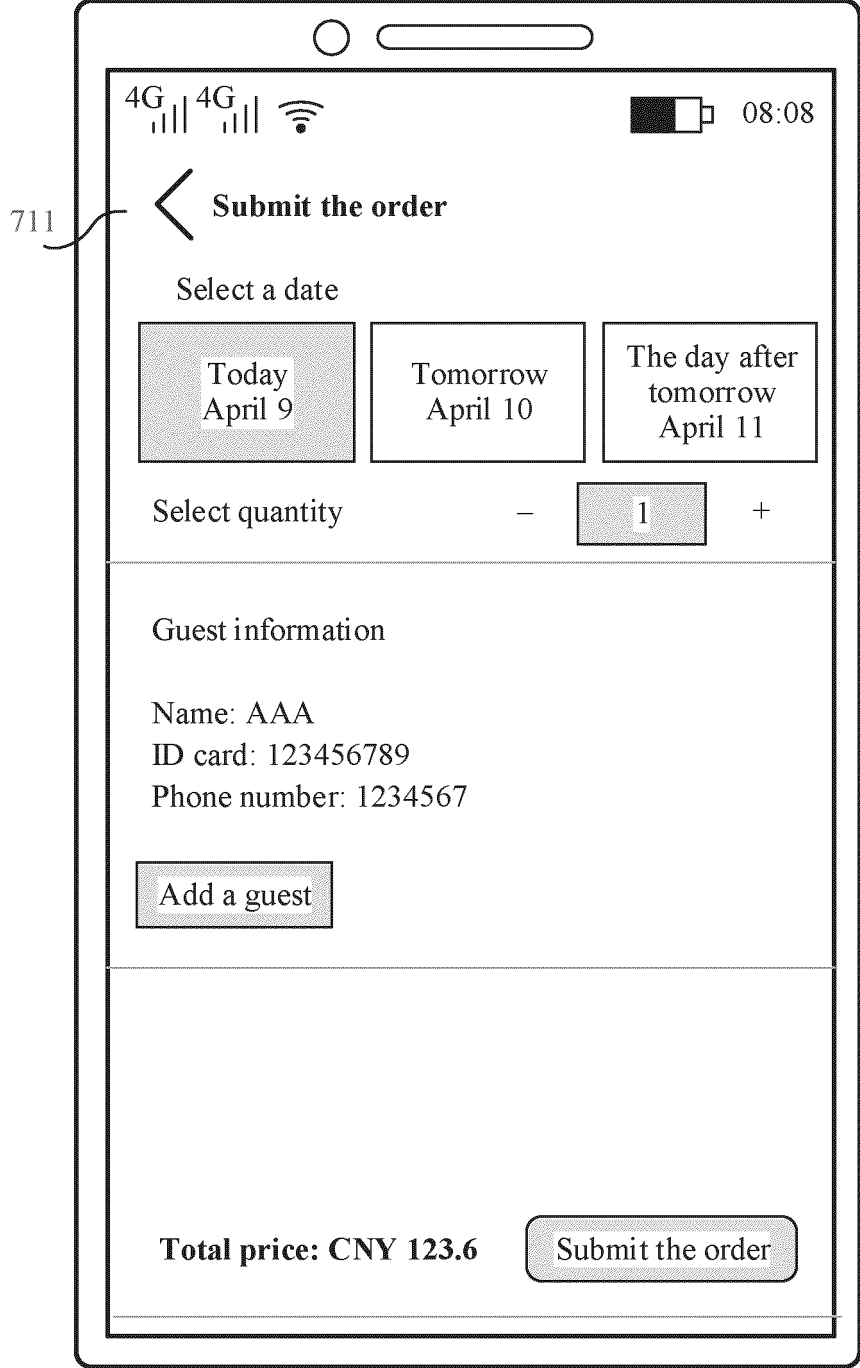 4G 4G 08:08
711
Submit the order
Select a date
Today
April 9
Tomorrow
April 10
The day after
tomorrow
April 11
Select quantity – 1 +
Guest information
Name: AAA
ID card: 123456789
Phone number: 1234567
Add a guest
Total price: CNY 123.6 Submit the order